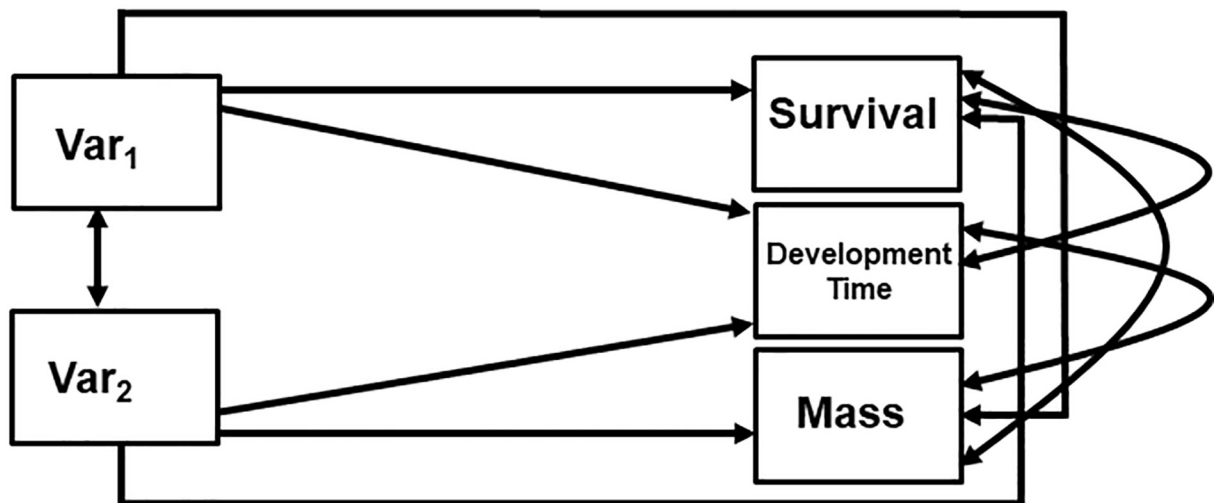 Var₁
Survival
Development
Time
Var₂
Mass